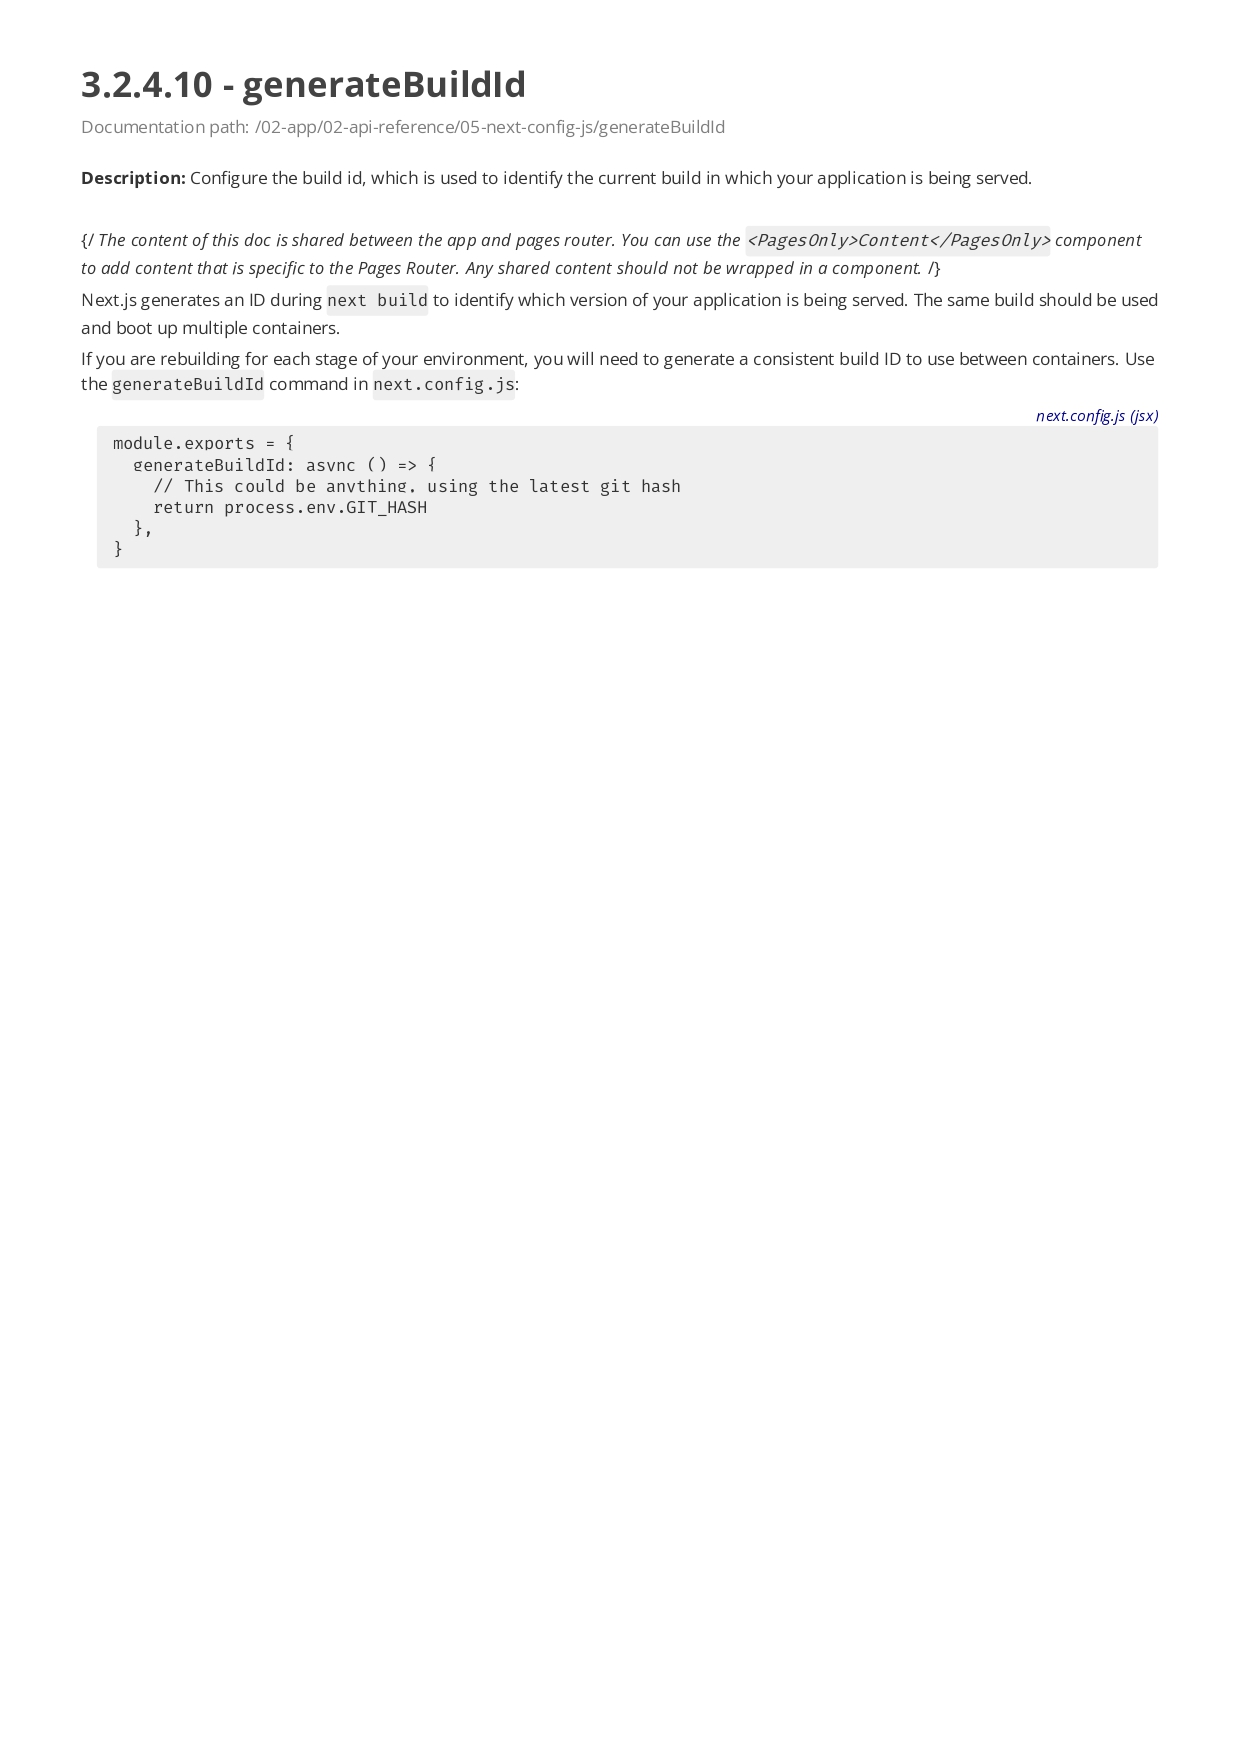 3.2.4.10 - generateBuildId
Documentation path: /02-app/02-api-reference/05-next-config-js/generateBuildId
Description: Configure the build id, which is used to identify the current build in which your application is being served.
{/ The content of this doc is shared between the app and pages router. You can use the <PagesOnly>Content</PagesOnly> component
to add content that is specific to the Pages Router. Any shared content should not be wrapped in a component. /}
Next.js generates an ID during next build to identify which version of your application is being served. The same build should be used
and boot up multiple containers.
If you are rebuilding for each stage of your environment, you will need to generate a consistent build ID to use between containers. Use
the generateBuildId command in next.config.js:
next.config.js (jsx)
module.exports = {
  generateBuildId: async () => {
    // This could be anything, using the latest git hash
    return process.env.GIT_HASH
  },
}